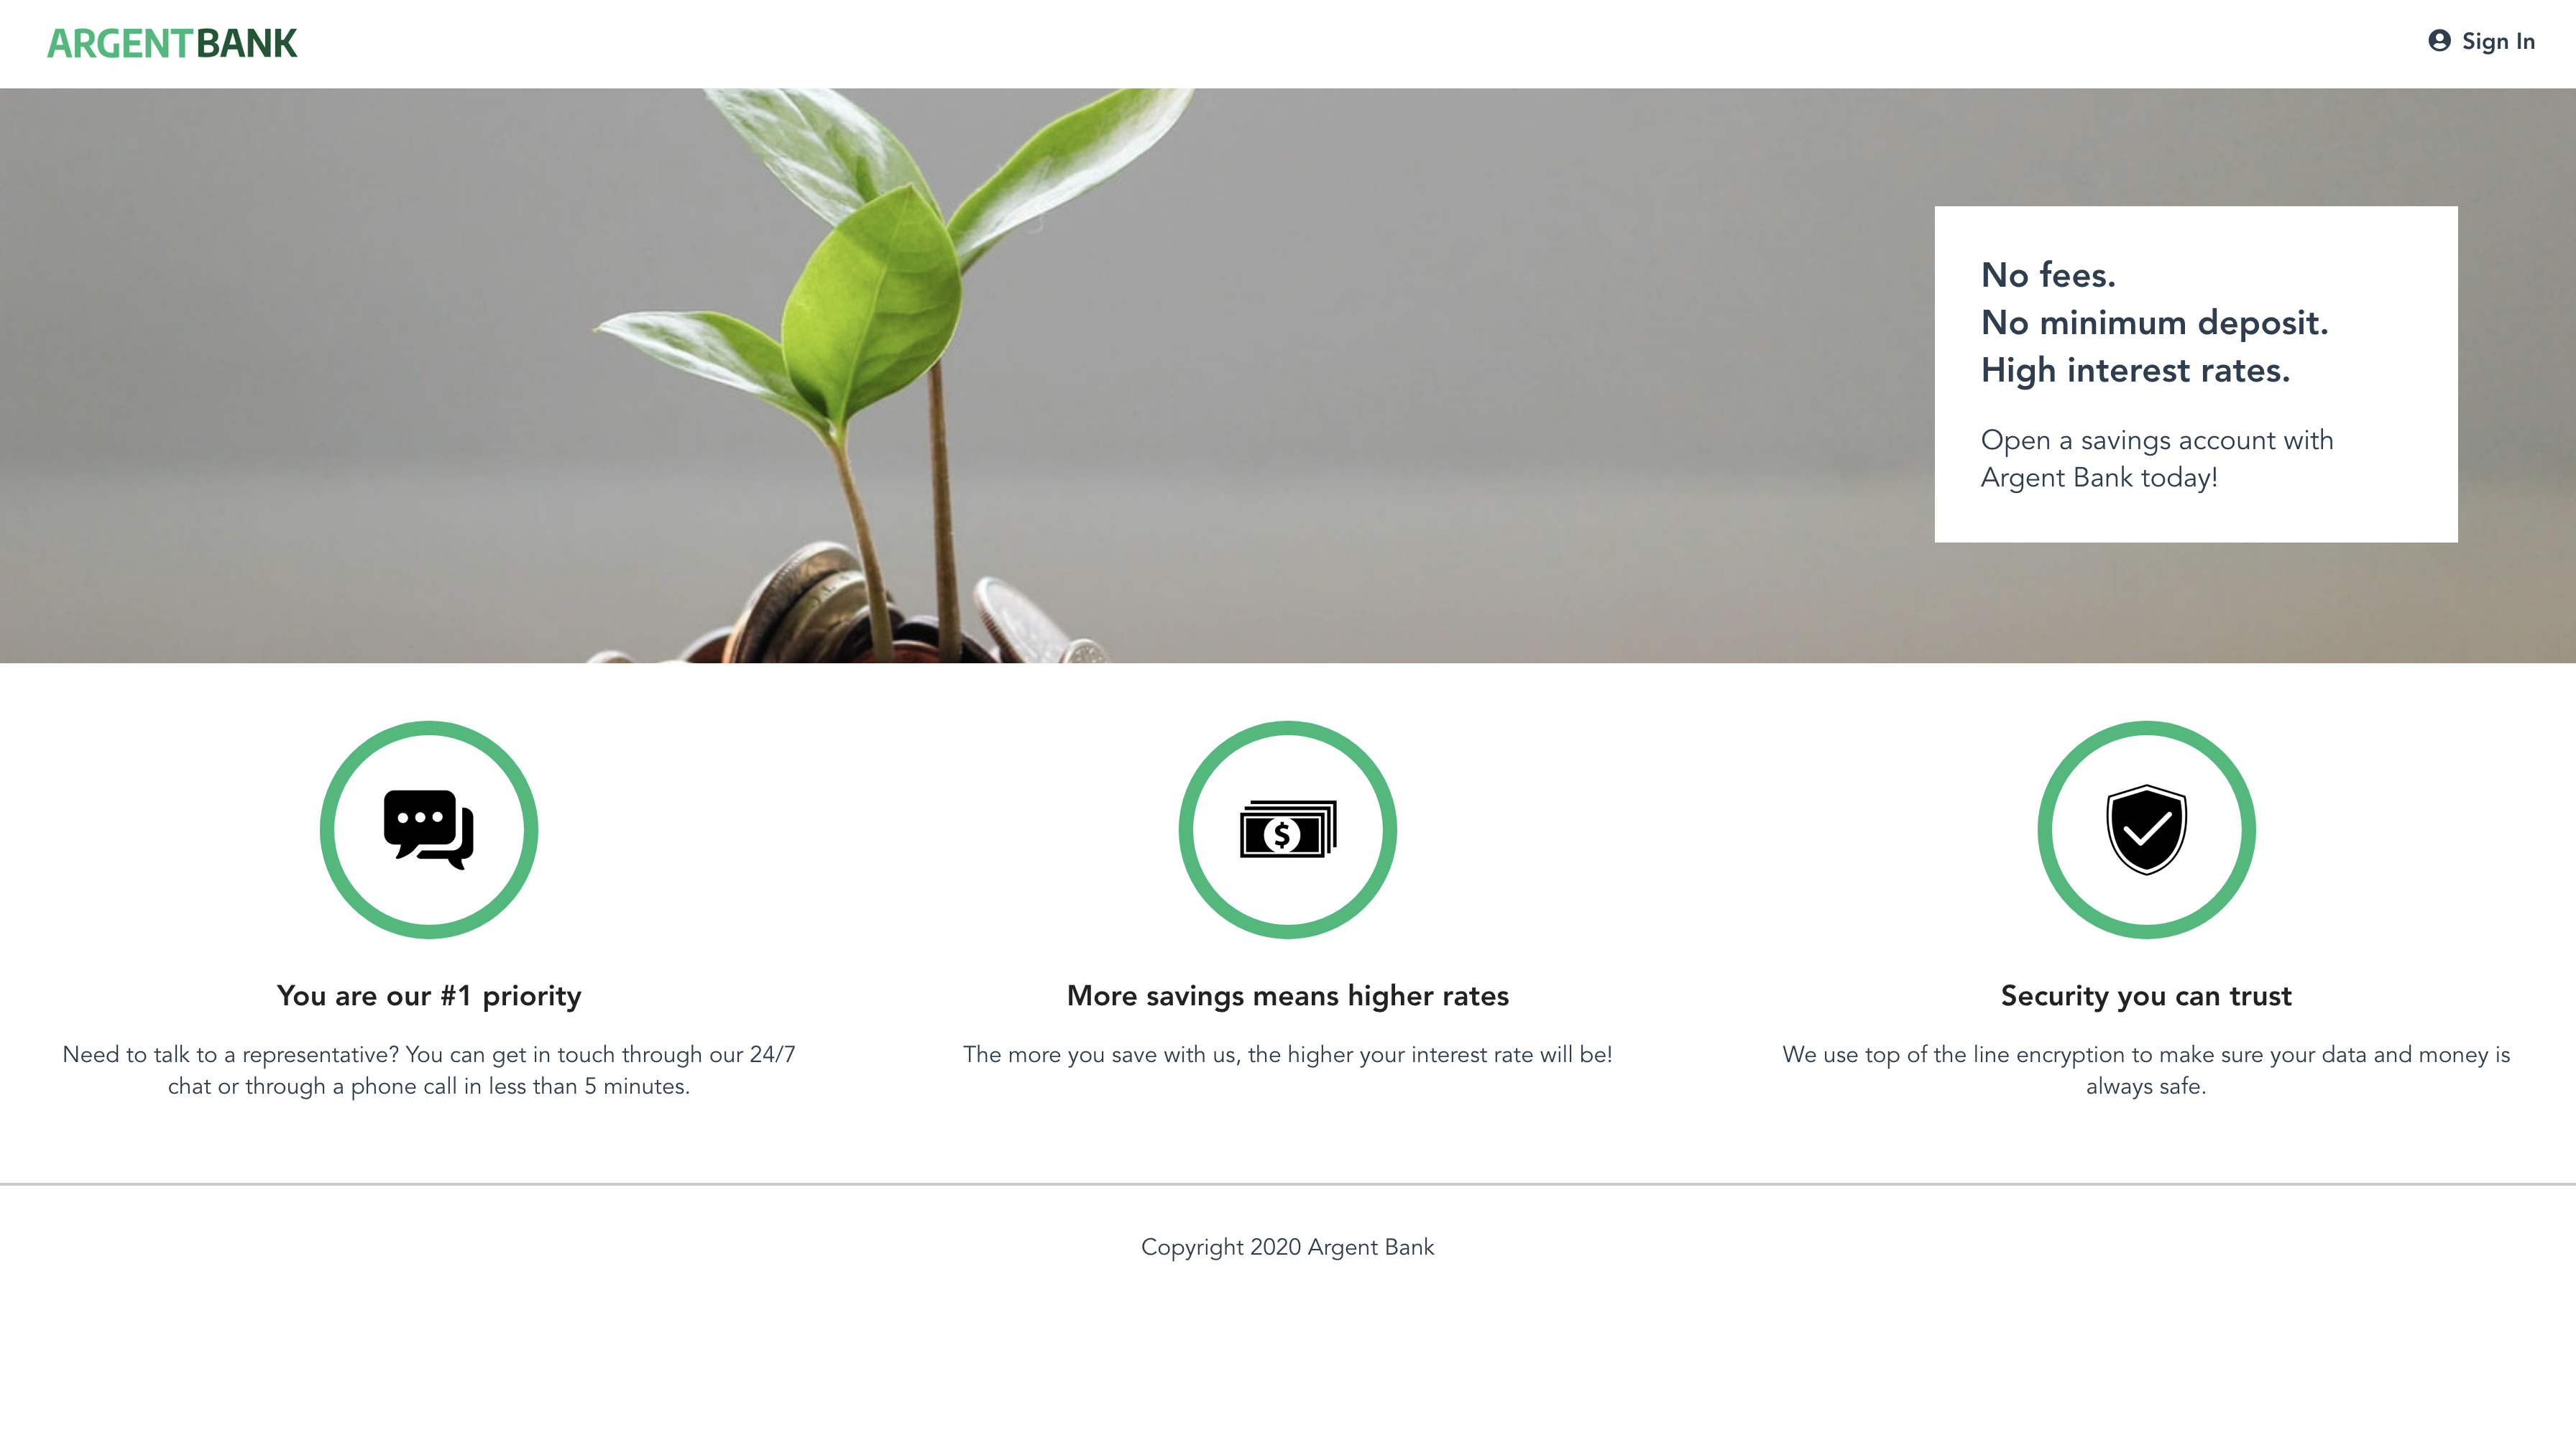 ARGENTBANK
Sign In
No fees.
No minimum deposit.
High interest rates.
Open a savings account with
Argent Bank today!
You are our #1 priority
Need to talk to a representative? You can get in touch through our 24/7
chat or through a phone call in less than 5 minutes.
$
More savings means higher rates
The more you save with us, the higher your interest rate will be!
Security you can trust
We use top of the line encryption to make sure your data and money is
always safe.
Copyright 2020 Argent Bank